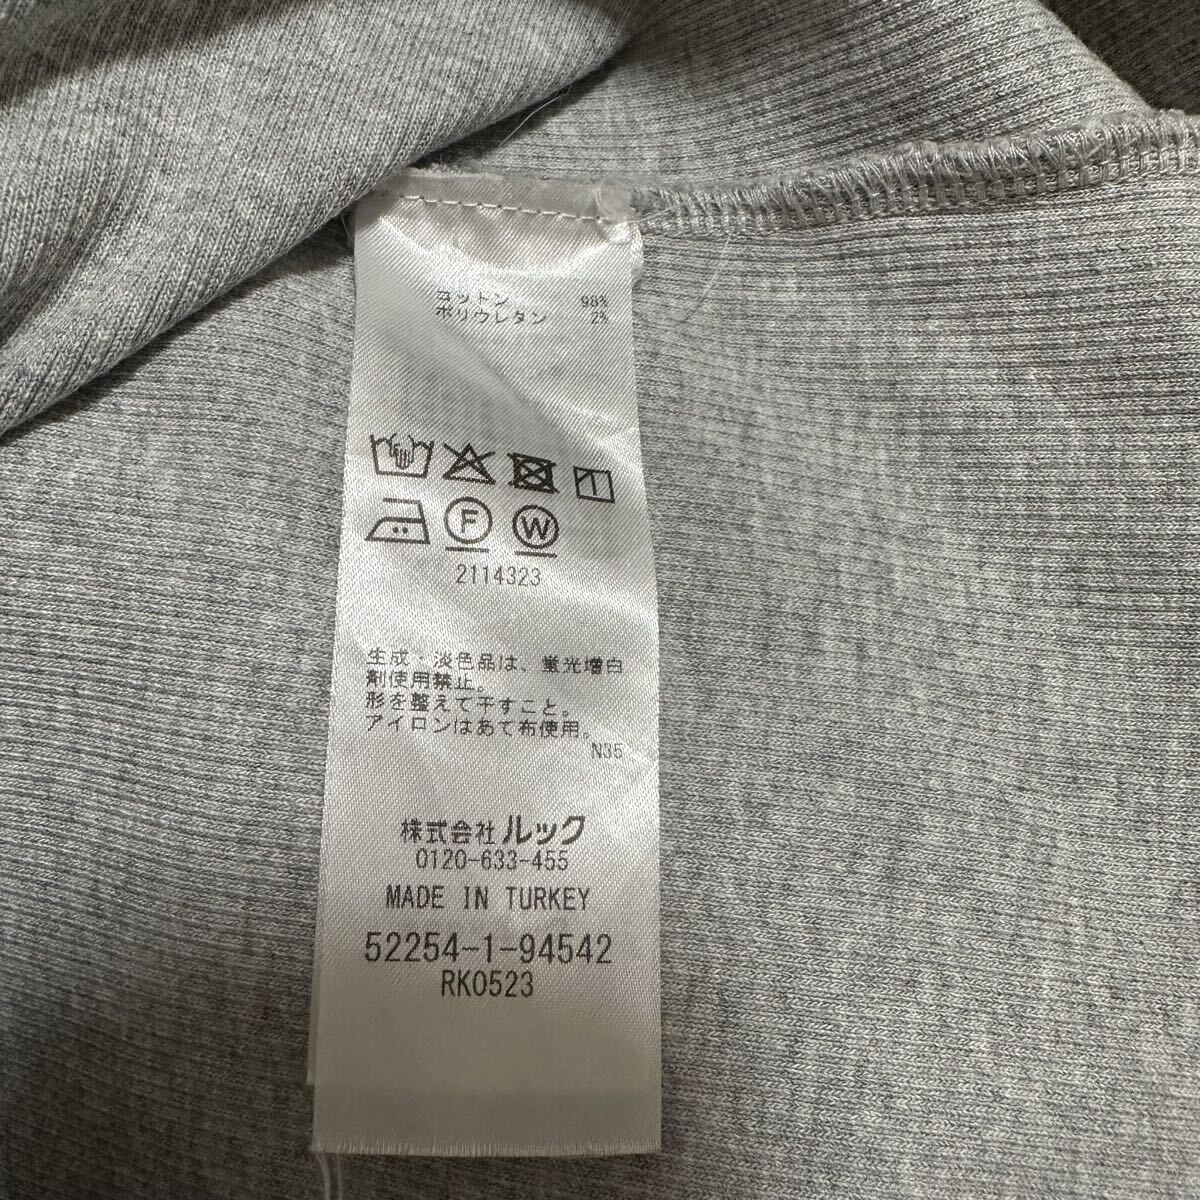 コットン 98%
ポリウレタン 2%
F W
2114323
生成・淡色品は、蛍光増白
剤使用禁止。
形を整えて干すこと。
アイロンはあて布使用。
N35
株式会社 ルック
0120-633-455
MADE IN TURKEY
52254-1-94542
RK0523